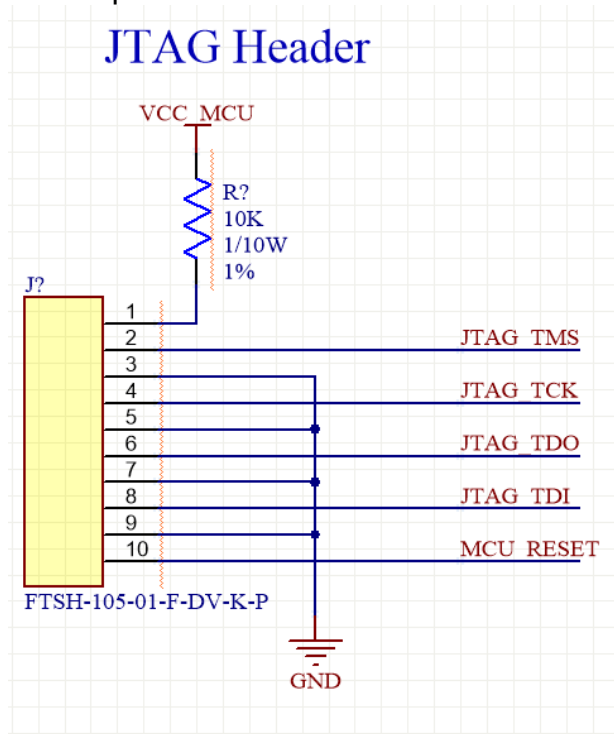 JTAG Header
VCC_MCU
R?
10K
1/10W
1%
J?
1
2
JTAG_TMS
3
4
JTAG_TCK
5
6
JTAG_TDO
7
8
JTAG_TDI
9
10
MCU_RESET
FTSH-105-01-F-DV-K-P
GND